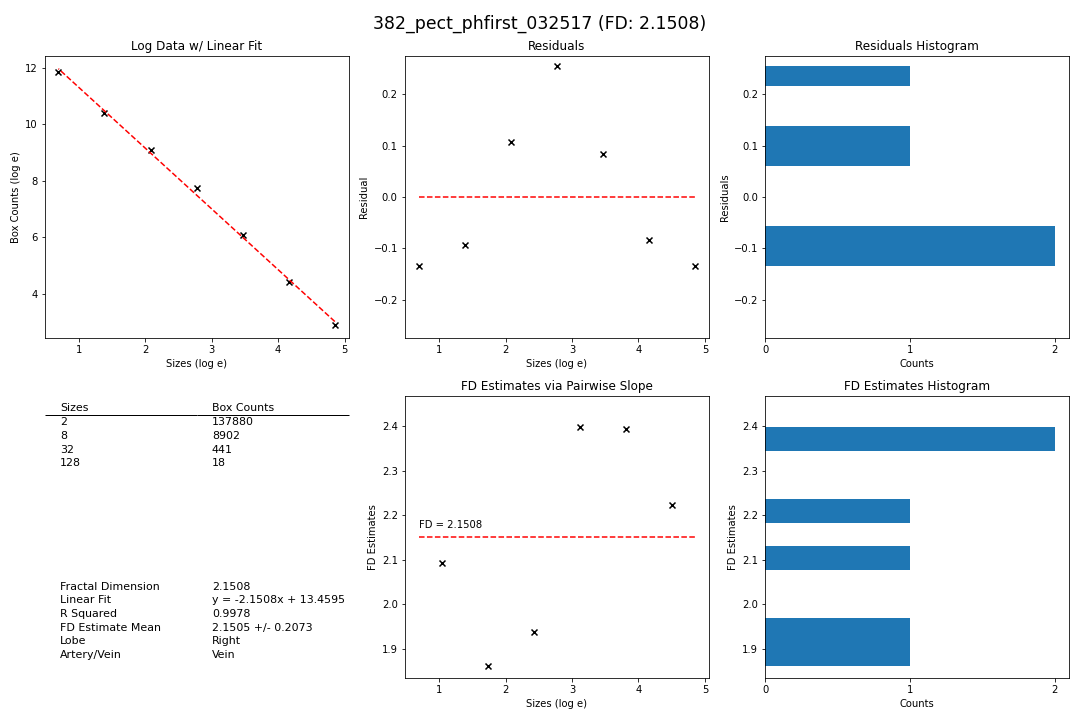 382_pect_phfirst_032517 (FD: 2.1508)
Log Data w/ Linear Fit
Box Counts (log e)
12
10
8
6
4
1 2 3 4 5
Sizes (log e)
Residuals
Residual
0.2
0.1
0.0
−0.1
−0.2
1 2 3 4 5
Sizes (log e)
Residuals Histogram
Residuals
0.2
0.1
0.0
−0.1
−0.2
0 1 2
Counts
Sizes Box Counts
2 137880
8 8902
32 441
128 18
Fractal Dimension 2.1508
Linear Fit y = -2.1508x + 13.4595
R Squared 0.9978
FD Estimate Mean 2.1505 +/- 0.2073
Lobe Right
Artery/Vein Vein
FD Estimates via Pairwise Slope
FD Estimates
2.4
2.3
2.2
2.1
2.0
1.9
FD = 2.1508
1 2 3 4 5
Sizes (log e)
FD Estimates Histogram
FD Estimates
2.4
2.3
2.2
2.1
2.0
1.9
0 1 2
Counts